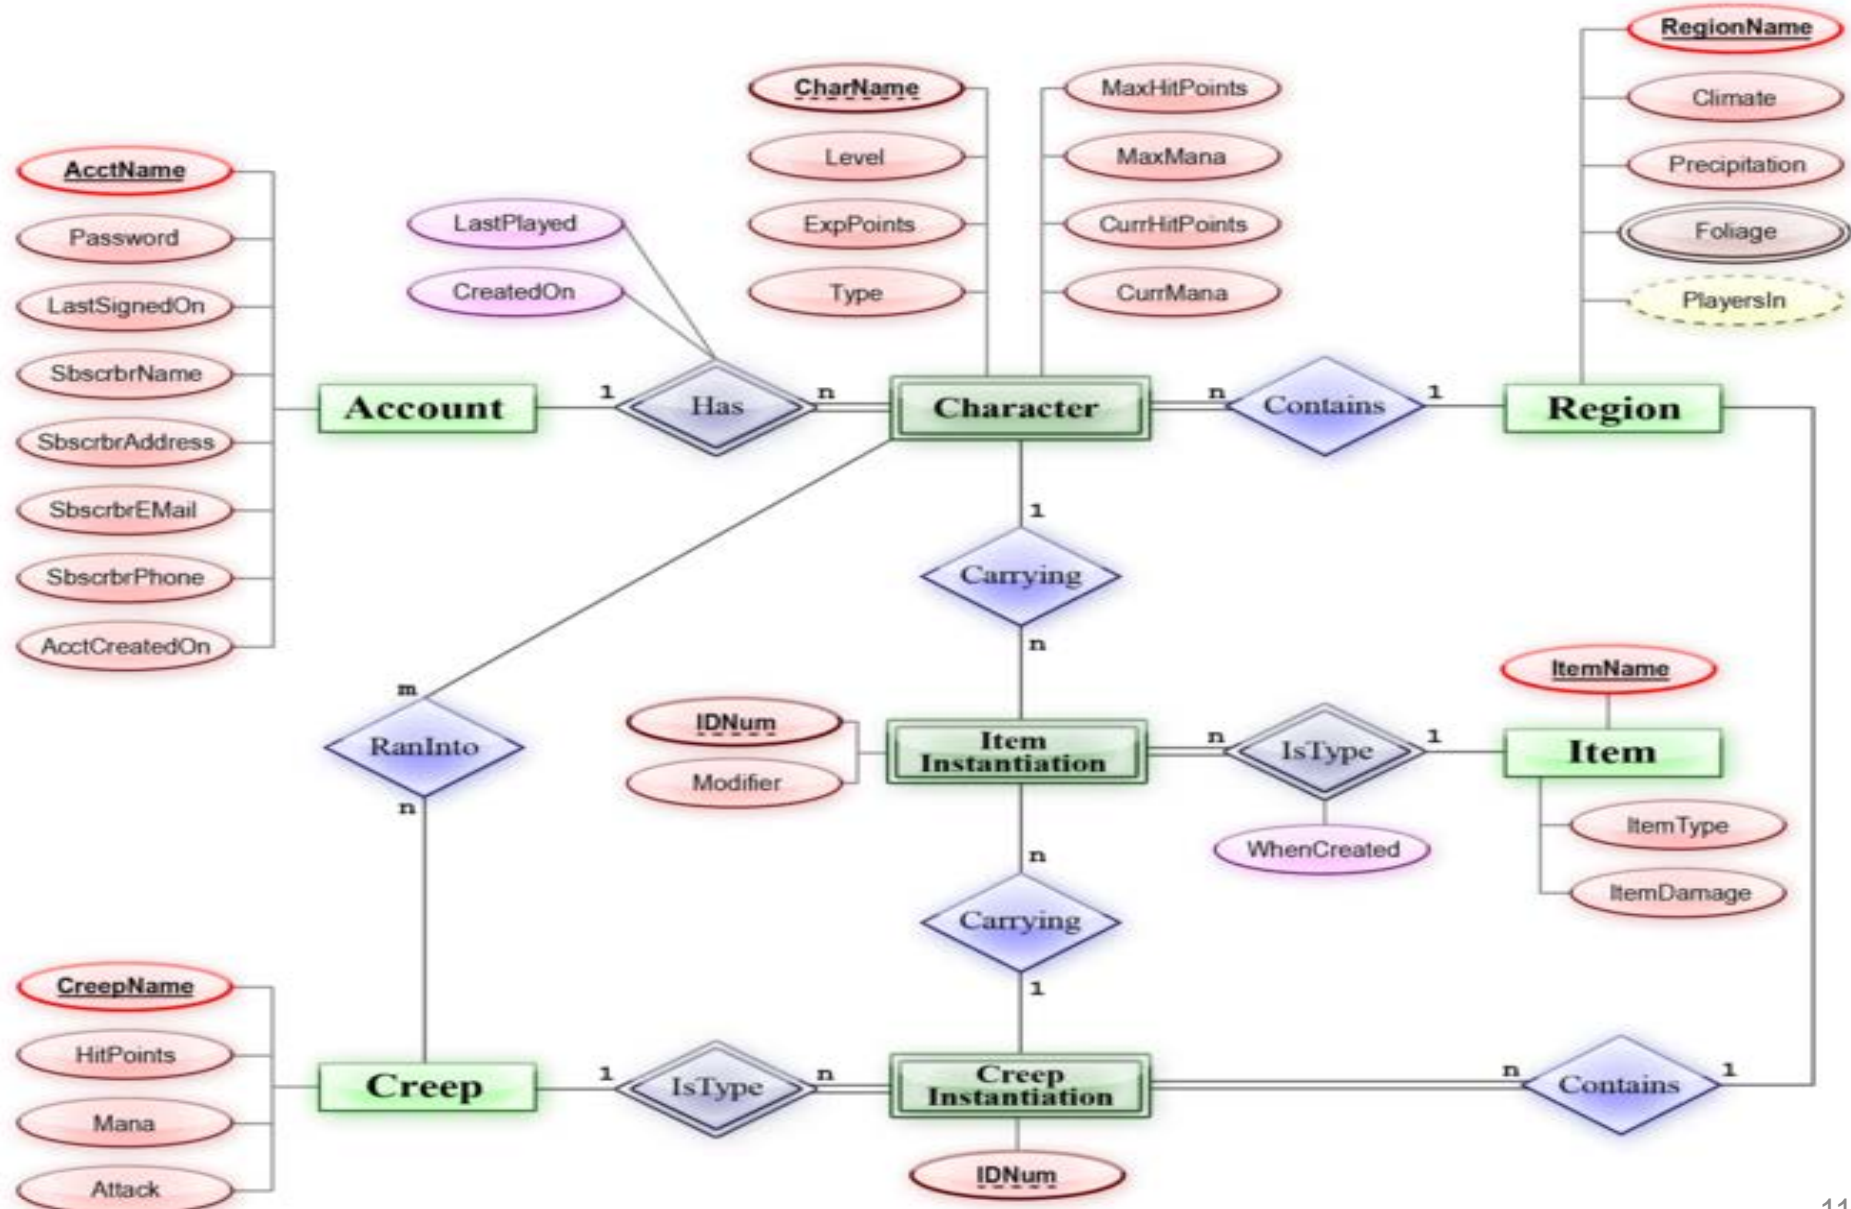 RegionName
CharName
MaxHitPoints
Climate
AcctName
Level
MaxMana
Precipitation
Password
LastPlayed
ExpPoints
CurrHitPoints
Foliage
LastSignedOn
CreatedOn
Type
CurrMana
PlayersIn
SbscrbrName
Account
1
Has
n
Character
n
Contains
1
Region
SbscrbrAddress
SbscrbrEMail
1
SbscrbrPhone
Carrying
AcctCreatedOn
n
ItemName
m
RanInto
IDNum
Modifier
Item
Instantiation
n
IsType
1
Item
n
WhenCreated
ItemType
n
ItemDamage
Carrying
CreepName
1
HitPoints
Creep
1
IsType
n
Creep
Instantiation
n
Contains
1
Mana
Attack
IDNum
11